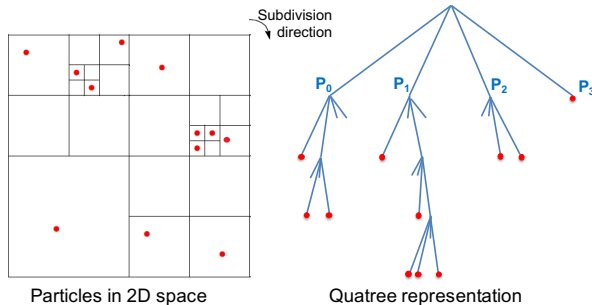 Subdivision
direction
P₀
P₁
P₂
P₃
Particles in 2D space
Quatree representation